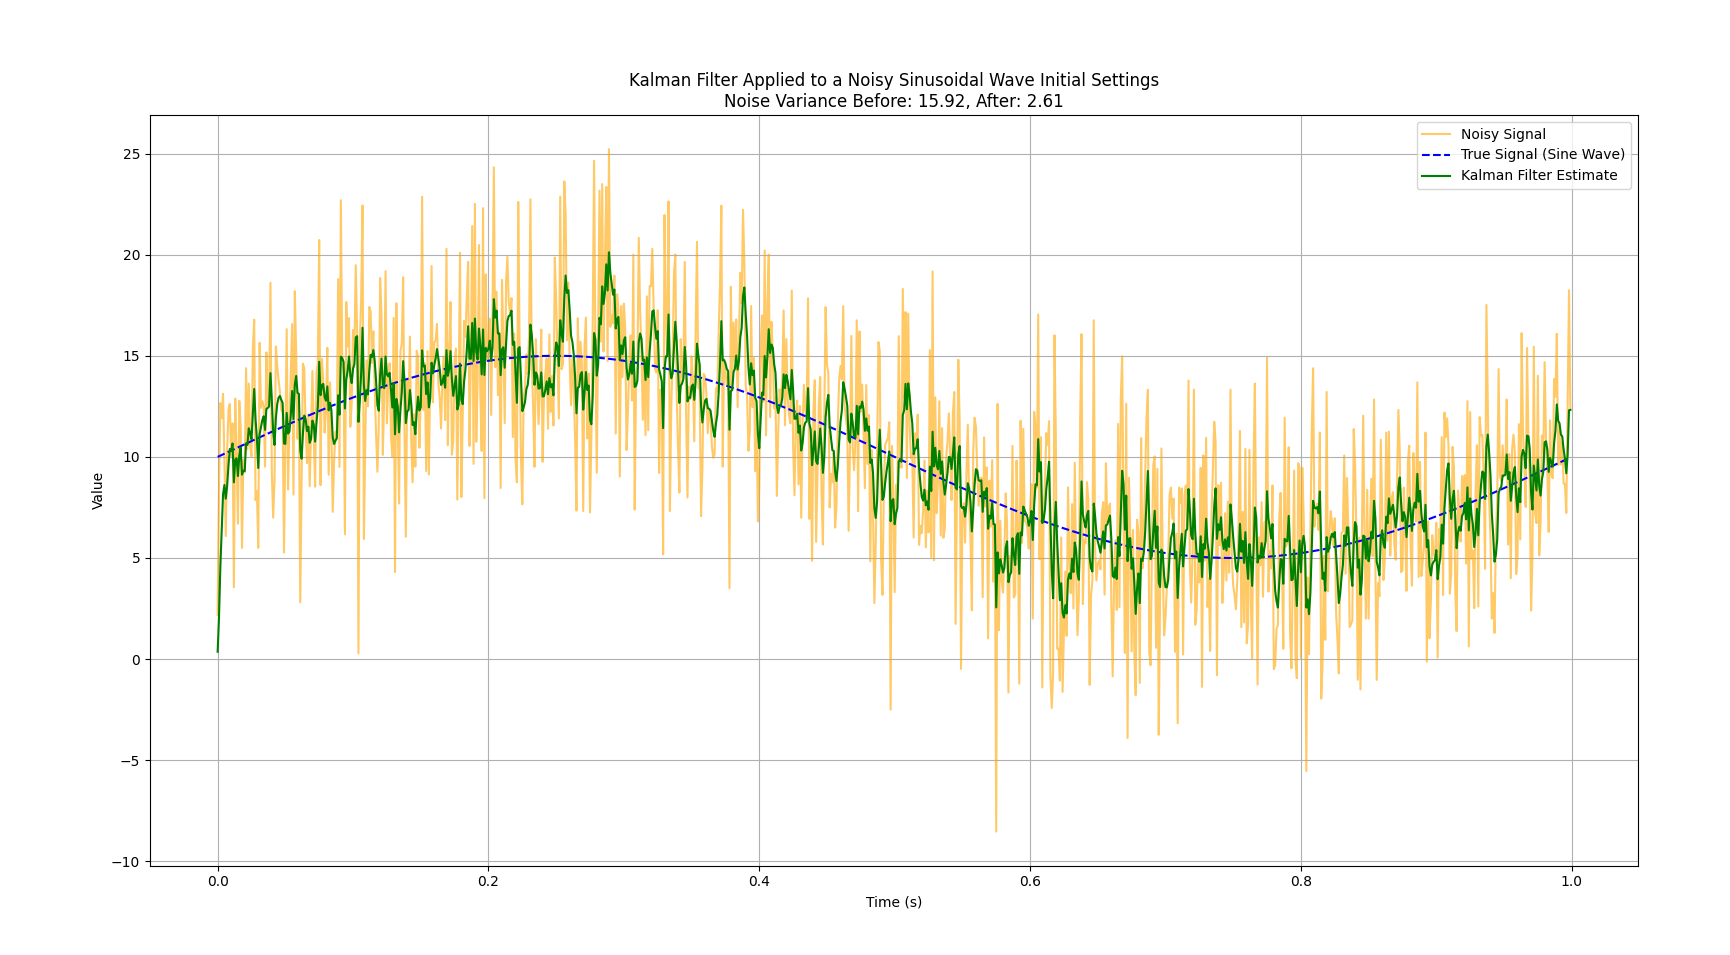 Kalman Filter Applied to a Noisy Sinusoidal Wave Initial Settings
Noise Variance Before: 15.92, After: 2.61
Noisy Signal
True Signal (Sine Wave)
Kalman Filter Estimate
25
20
15
10
5
0
−5
−10
Value
0.0
0.2
0.4
0.6
0.8
1.0
Time (s)